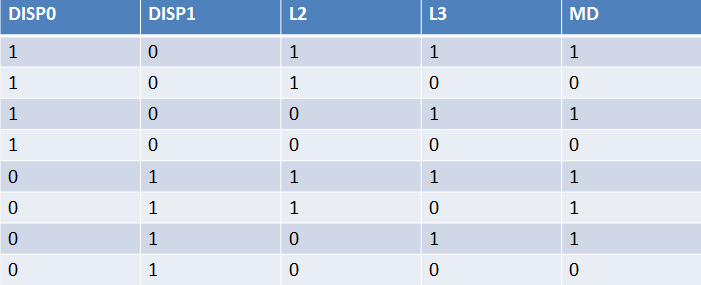 DISP0 DISP1 L2 L3 MD
1 0 1 1 1
1 0 1 0 0
1 0 0 1 1
1 0 0 0 0
0 1 1 1 1
0 1 1 0 1
0 1 0 1 1
0 1 0 0 0